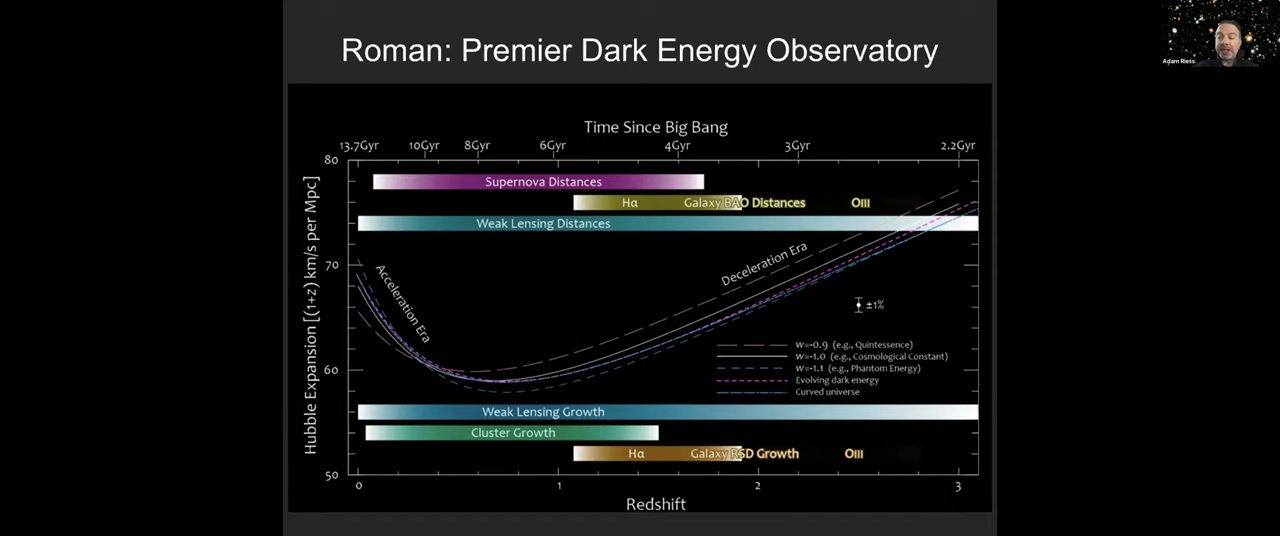 Roman: Premier Dark Energy Observatory
Adam Riess
Time Since Big Bang
13.7Gyr 10Gyr 8Gyr 6Gyr 4Gyr 3Gyr 2.2Gyr
80
Supernova Distances
Hα Galaxy BAO Distances OIII
Weak Lensing Distances
Acceleration Era
Deceleration Era
70
±1%
w=-0.9 (e.g., Quintessence)
w=-1.0 (e.g., Cosmological Constant)
w=-1.1 (e.g., Phantom Energy)
Evolving dark energy
Curved universe
60
Hubble Expansion [(1+z) km/s per Mpc]
Weak Lensing Growth
Cluster Growth
Hα Galaxy RSD Growth OIII
50
0 1 2 3
Redshift